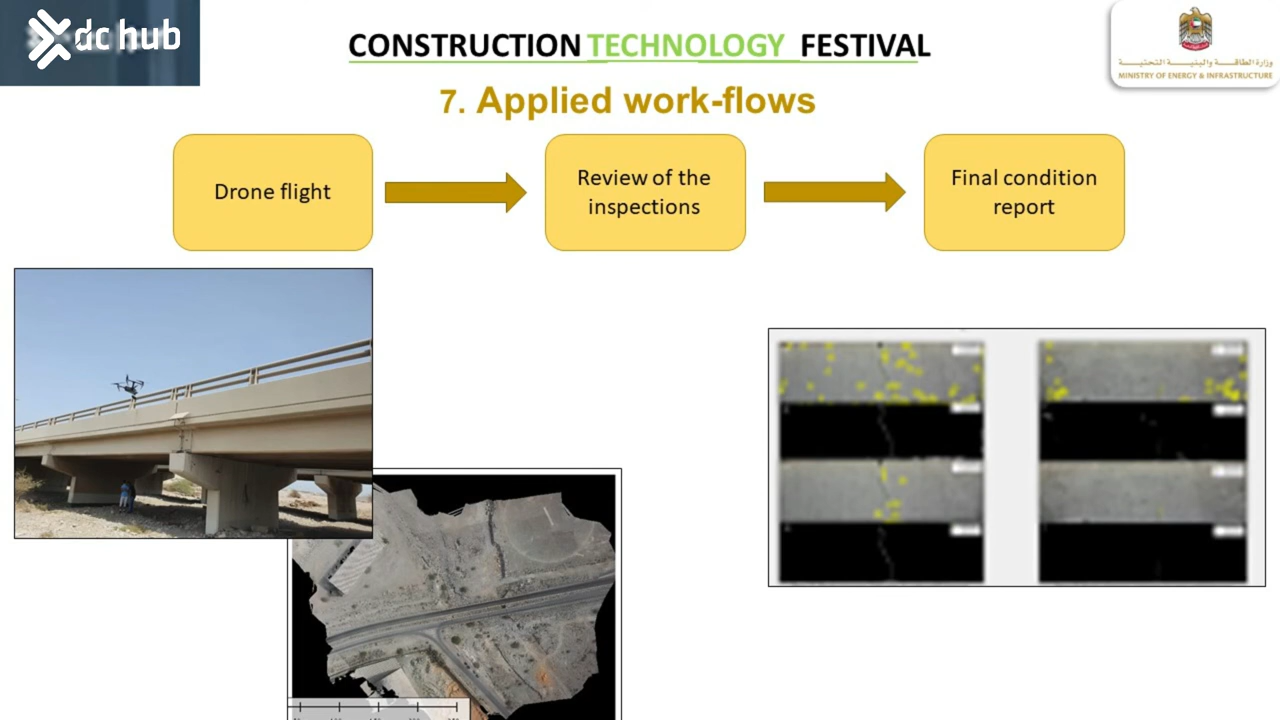 dc hub
CONSTRUCTION TECHNOLOGY FESTIVAL
وزارة الطاقة والبنية التحتية
MINISTRY OF ENERGY & INFRASTRUCTURE
7. Applied work-flows
Drone flight
Review of the
inspections
Final condition
report